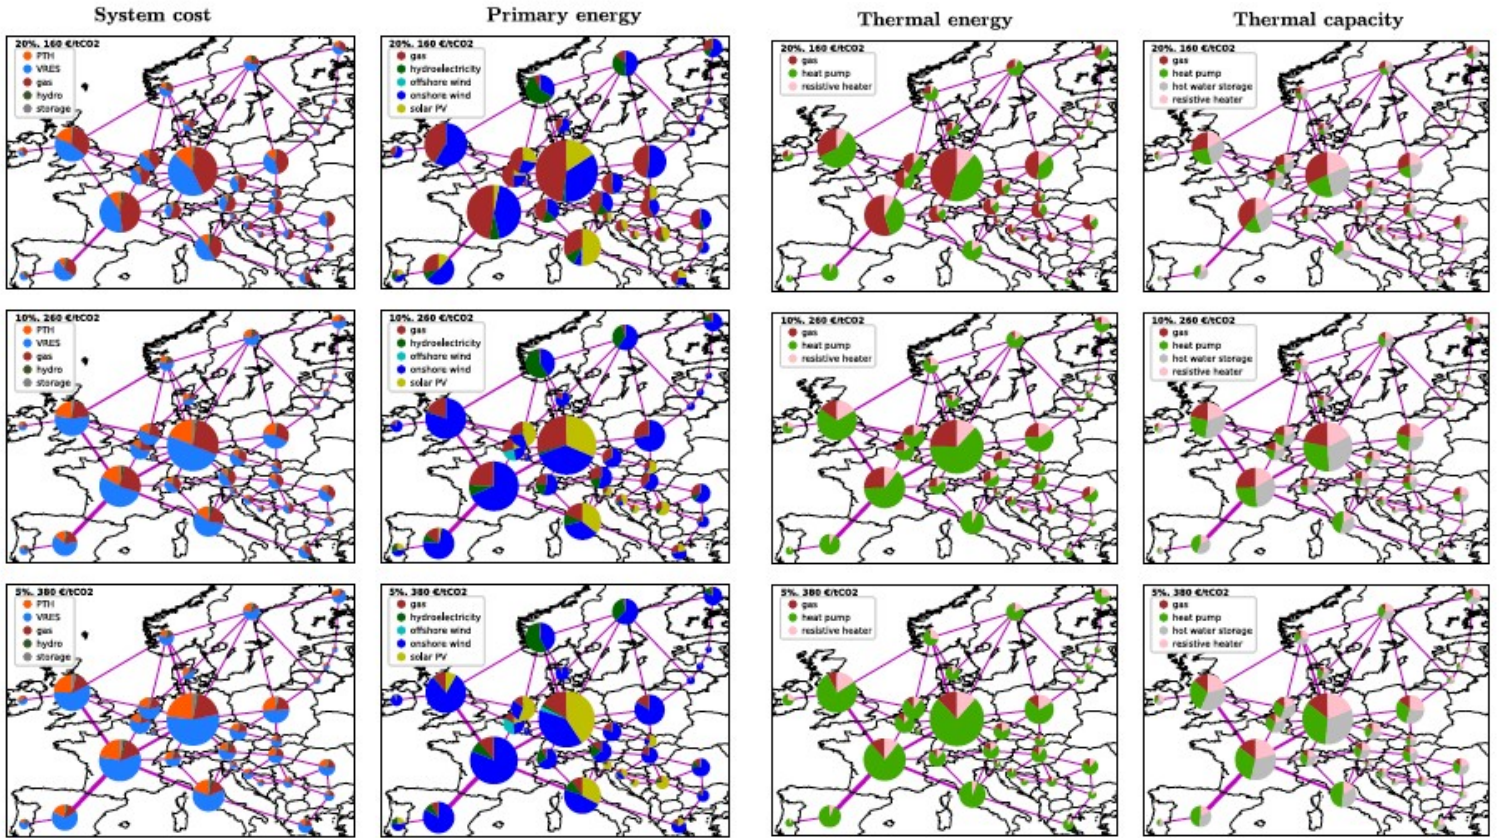 System cost
Primary energy
Thermal energy
Thermal capacity
20%, 160 €/tCO2
PTH
VRES
gas
hydro
storage
20%, 160 €/tCO2
gas
hydroelectricity
offshore wind
onshore wind
solar PV
20%, 160 €/tCO2
gas
heat pump
resistive heater
20%, 160 €/tCO2
gas
heat pump
hot water storage
resistive heater
10%, 260 €/tCO2
PTH
VRES
gas
hydro
storage
10%, 260 €/tCO2
gas
hydroelectricity
offshore wind
onshore wind
solar PV
10%, 260 €/tCO2
gas
heat pump
resistive heater
10%, 260 €/tCO2
gas
heat pump
hot water storage
resistive heater
5%, 380 €/tCO2
PTH
VRES
gas
hydro
storage
5%, 380 €/tCO2
gas
hydroelectricity
offshore wind
onshore wind
solar PV
5%, 380 €/tCO2
gas
heat pump
resistive heater
5%, 380 €/tCO2
gas
heat pump
hot water storage
resistive heater